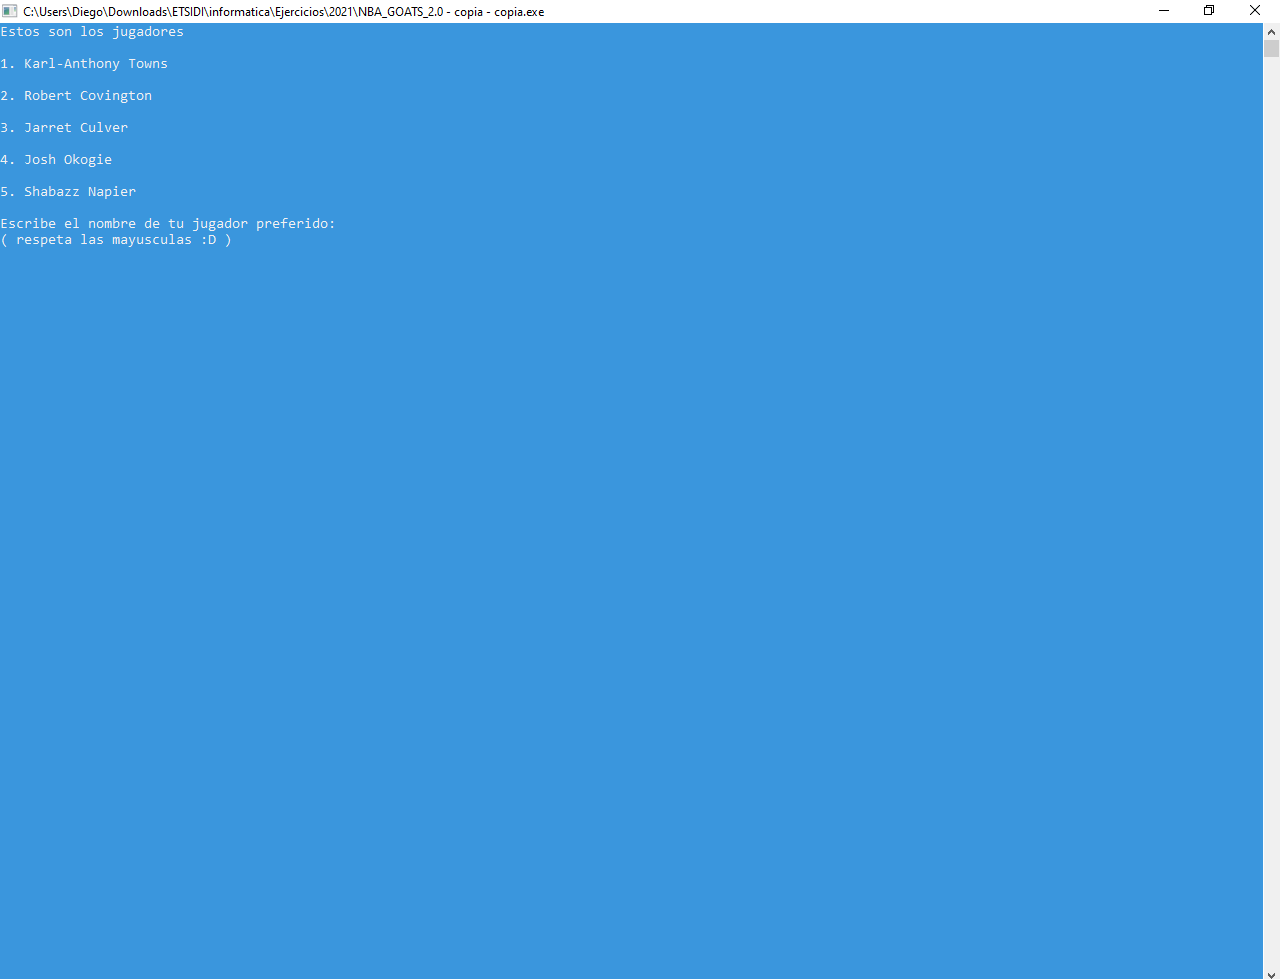 C:\Users\Diego\Downloads\ETSIDI\informatica\Ejercicios\2021\NBA_GOATS_2.0 - copia - copia.exe
Estos son los jugadores
1. Karl-Anthony Towns
2. Robert Covington
3. Jarret Culver
4. Josh Okogie
5. Shabazz Napier
Escribe el nombre de tu jugador preferido:
( respeta las mayusculas :D )